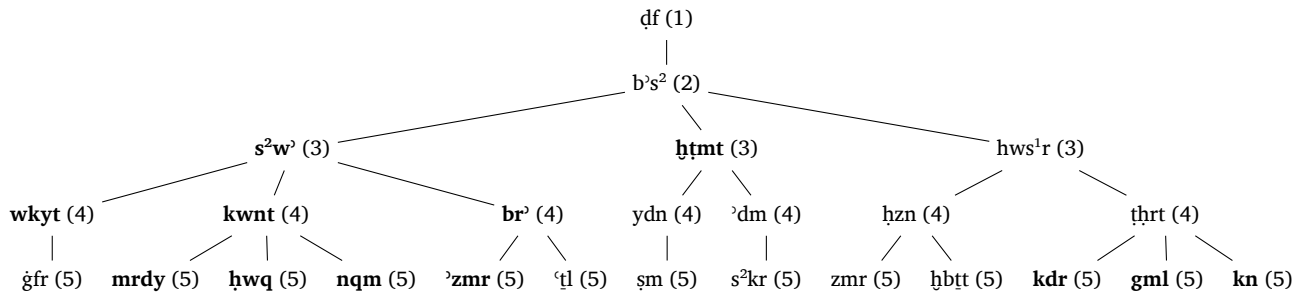 ḍf (1)
bʾs² (2)
s²wʾ (3) ḫṭmt (3) hws¹r (3)
wkyt (4) kwnt (4) brʾ (4) ydn (4) ʾdm (4) ḥzn (4) ṭḥrt (4)
ġfr (5) mrdy (5) ḥwq (5) nqm (5) ʾzmr (5) ʿṯl (5) ṣm (5) s²kr (5) zmr (5) ḫbṯt (5) kdr (5) gml (5) kn (5)